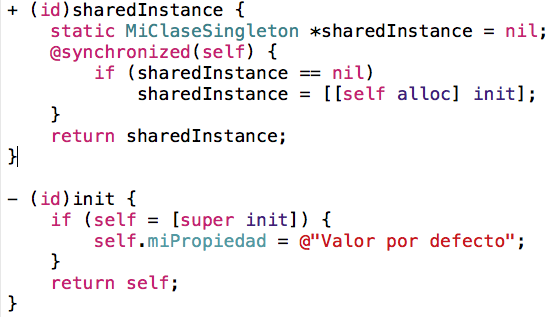 + (id)sharedInstance {
    static MiClaseSingleton *sharedInstance = nil;
    @synchronized(self) {
        if (sharedInstance == nil)
            sharedInstance = [[self alloc] init];
    }
    return sharedInstance;
}

- (id)init {
    if (self = [super init]) {
        self.miPropiedad = @"Valor por defecto";
    }
    return self;
}